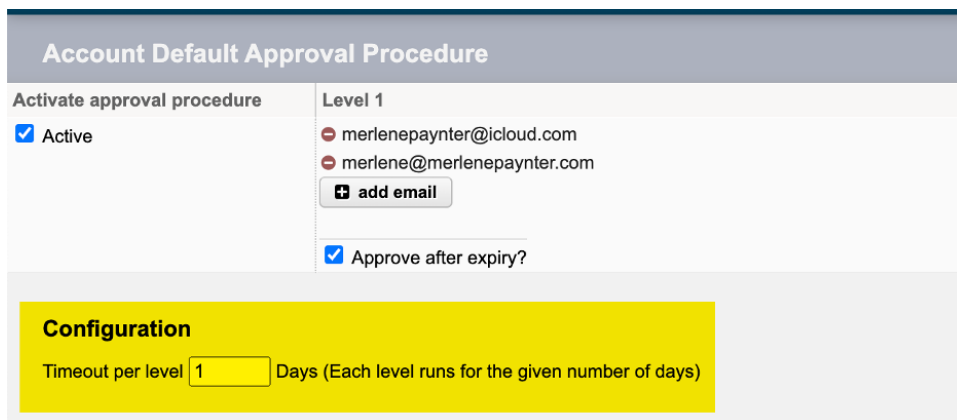 Account Default Approval Procedure
Activate approval procedure
Level 1
Active
merlenepaynter@icloud.com
merlene@merlenepaynter.com
add email
Approve after expiry?
Configuration
Timeout per level 1 Days (Each level runs for the given number of days)